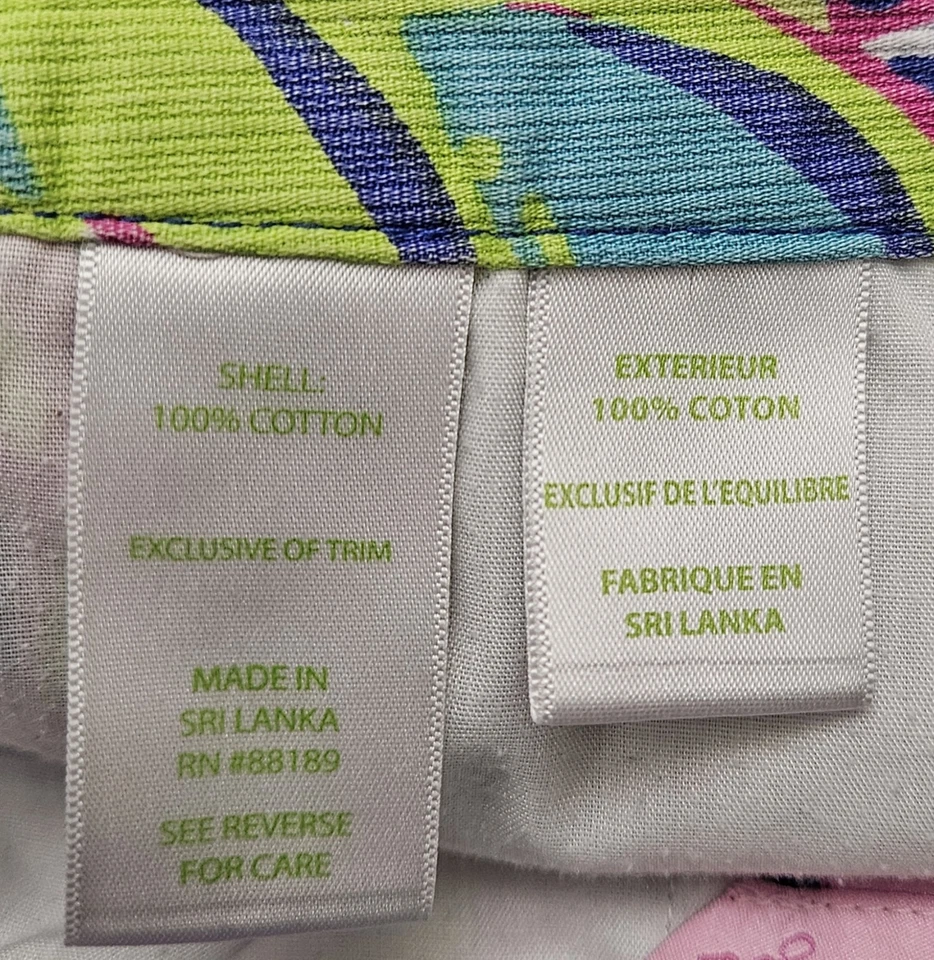 SHELL:
100% COTTON
EXCLUSIVE OF TRIM
MADE IN
SRI LANKA
RN #88189
SEE REVERSE
FOR CARE
EXTERIEUR
100% COTON
EXCLUSIF DE L'EQUILIBRE
FABRIQUE EN
SRI LANKA